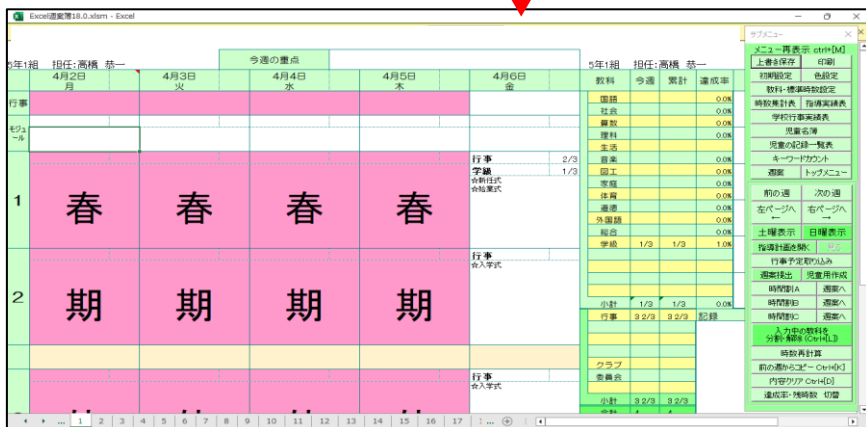 Excel週案簿18.0.xlsm - Excel
サブメニュー
メニュー再表示 ctrl+[M]
上書き保存 印刷
初期設定 色設定
教科・標準時数設定
時数集計表 指導実績表
学校行事実績表
児童名簿
児童の記録一覧表
キーワードカウント
週案 トップメニュー
前の週 次の週
左ページへ← 右ページへ→
土曜表示 日曜表示
指導計画を開く
行事予定取り込み
週案提出 児童用作成
時間割A 週案へ
時間割B 週案へ
時間割C 週案へ
入力中の教科を
分割・解除(Ctrl+[L])
時数再計算
前の週からコピー Ctrl+[K]
内容クリア Ctrl+[D]
達成率・残時数 切替
今週の重点
5年1組 担任:高橋 恭一
4月2日 4月3日 4月4日 4月5日 4月6日
月 火 水 木 金
行事
モジュ
ール
1
春 春 春 春
行事 2/3
学級 1/3
☆新任式
☆始業式
2
期 期 期 期
行事
☆入学式
行事
☆入学式
5年1組 担任:高橋 恭一
教科 今週 累計 達成率
国語 0.0%
社会 0.0%
算数 0.0%
理科 0.0%
生活
音楽 0.0%
図工 0.0%
家庭 0.0%
体育 0.0%
道徳 0.0%
外国語 0.0%
総合 0.0%
学級 1/3 1/3 1.0%
小計 1/3 1/3 0.0%
行事 3 2/3 3 2/3 記録
クラブ
委員会
小計 3 2/3 3 2/3
合計 4 4
... 1 2 3 4 5 6 7 8 9 10 11 12 13 14 15 16 17 ...